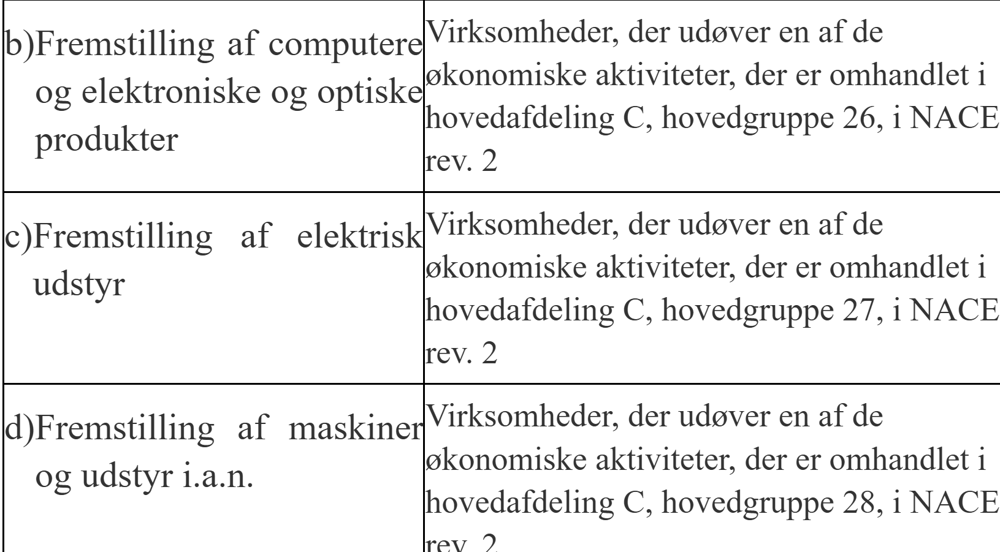 b)Fremstilling af computere
og elektroniske og optiske
produkter
Virksomheder, der udøver en af de
økonomiske aktiviteter, der er omhandlet i
hovedafdeling C, hovedgruppe 26, i NACE
rev. 2
c)Fremstilling af elektrisk
udstyr
Virksomheder, der udøver en af de
økonomiske aktiviteter, der er omhandlet i
hovedafdeling C, hovedgruppe 27, i NACE
rev. 2
d)Fremstilling af maskiner
og udstyr i.a.n.
Virksomheder, der udøver en af de
økonomiske aktiviteter, der er omhandlet i
hovedafdeling C, hovedgruppe 28, i NACE
rev. 2